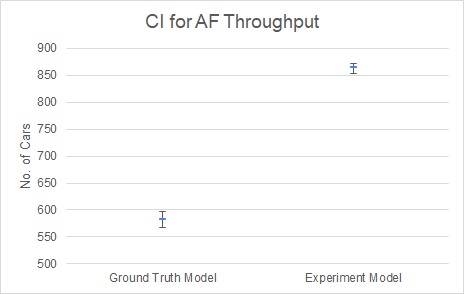 CI for AF Throughput
900
850
800
750
700
650
600
550
500
No. of Cars
Ground Truth Model
Experiment Model